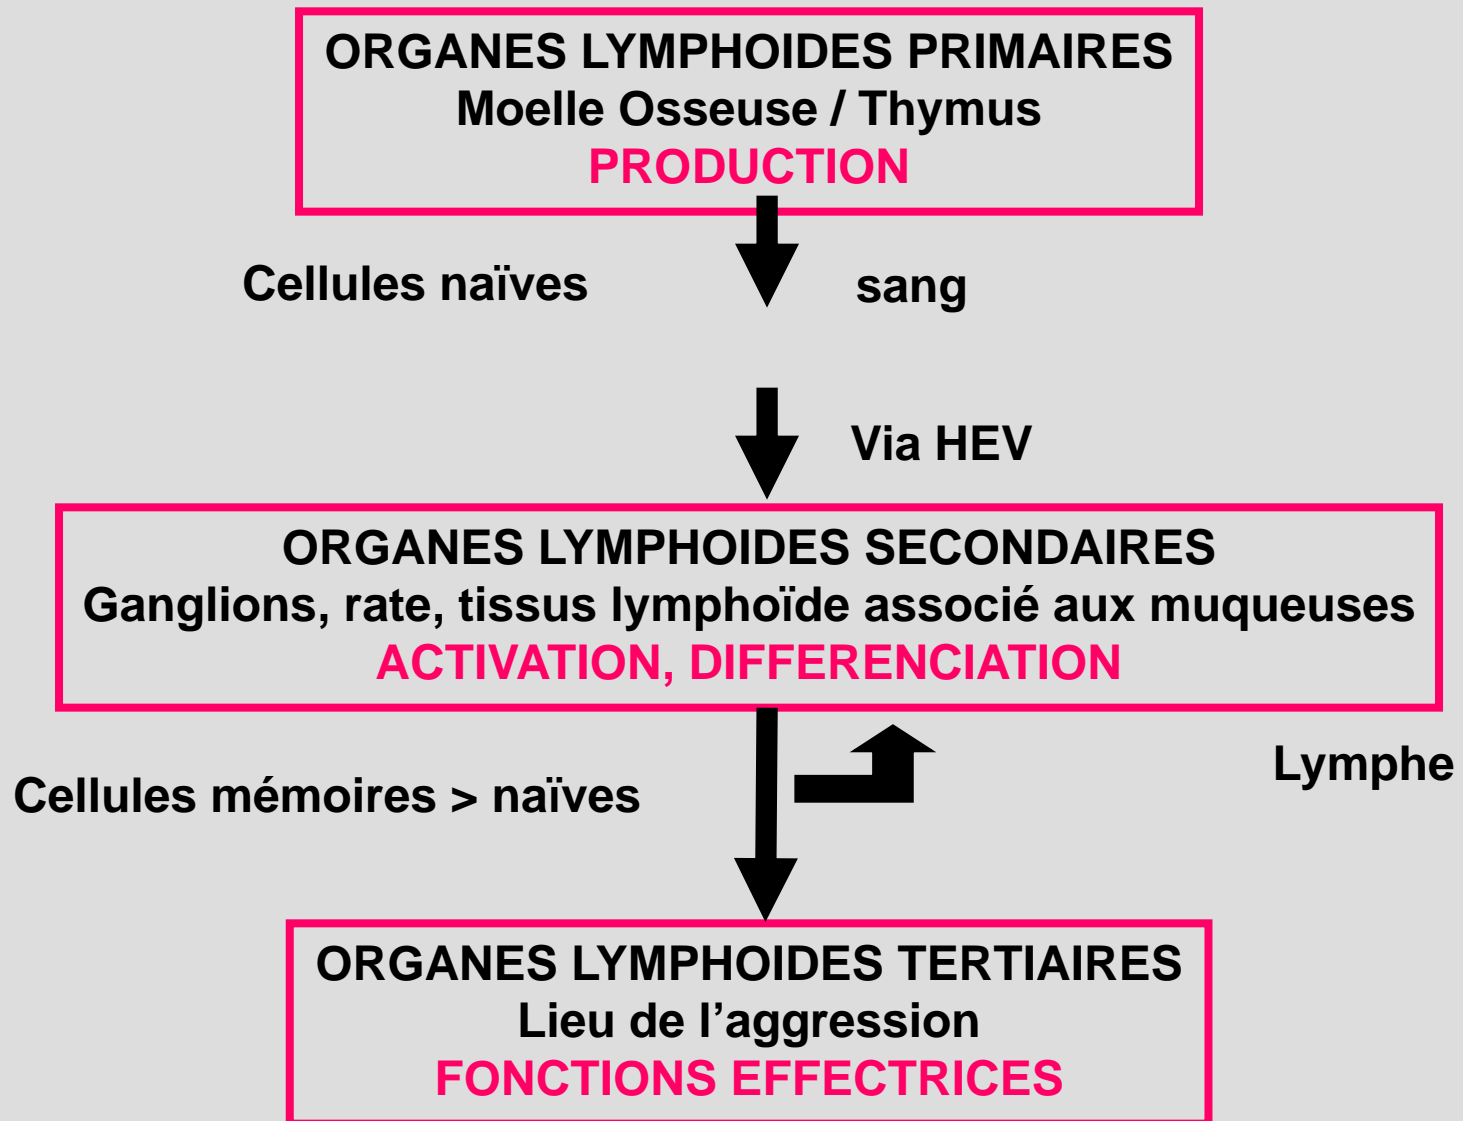 ORGANES LYMPHOIDES PRIMAIRES
Moelle Osseuse / Thymus
PRODUCTION
Cellules naïves
sang
Via HEV
ORGANES LYMPHOIDES SECONDAIRES
Ganglions, rate, tissus lymphoïde associé aux muqueuses
ACTIVATION, DIFFERENCIATION
Lymphe
Cellules mémoires > naïves
ORGANES LYMPHOIDES TERTIAIRES
Lieu de l’aggression
FONCTIONS EFFECTRICES